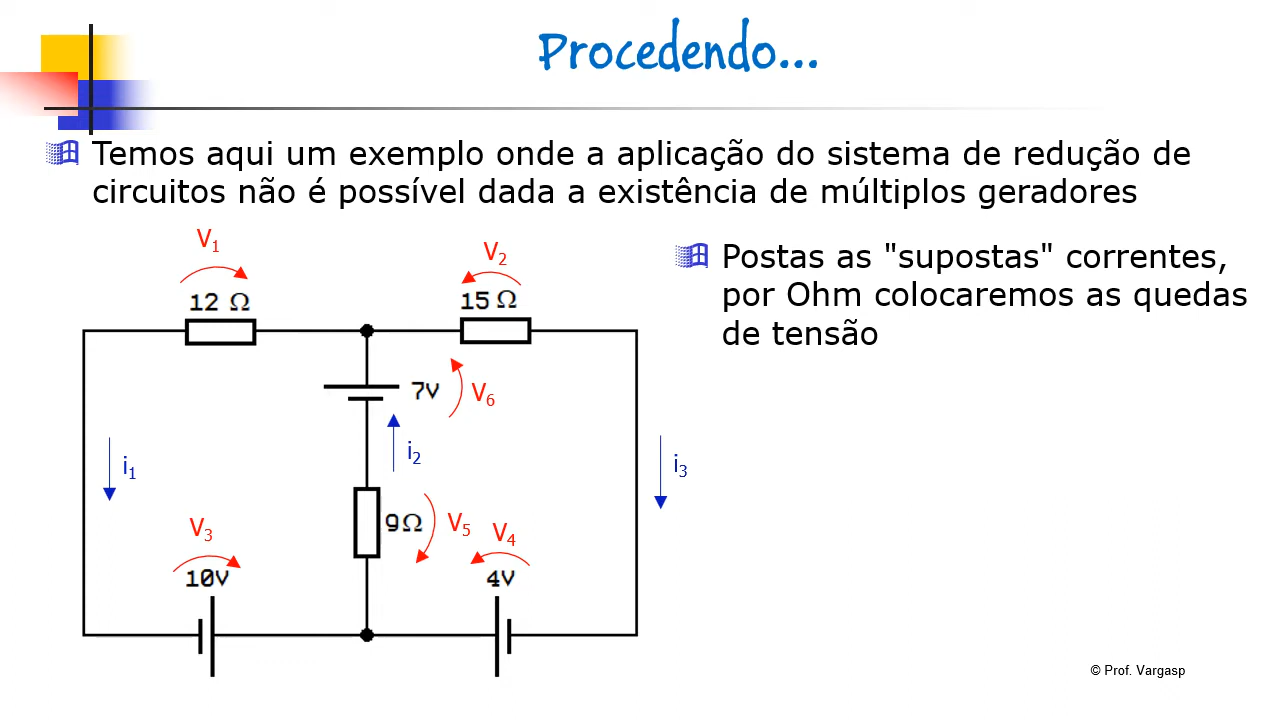 Procedendo...
Temos aqui um exemplo onde a aplicação do sistema de redução de
circuitos não é possível dada a existência de múltiplos geradores
Postas as "supostas" correntes,
por Ohm colocaremos as quedas
de tensão
V1
V2
12 Ω
15 Ω
7V
V6
i1
i2
i3
9Ω
V5
V3
V4
10V
4V
© Prof. Vargasp